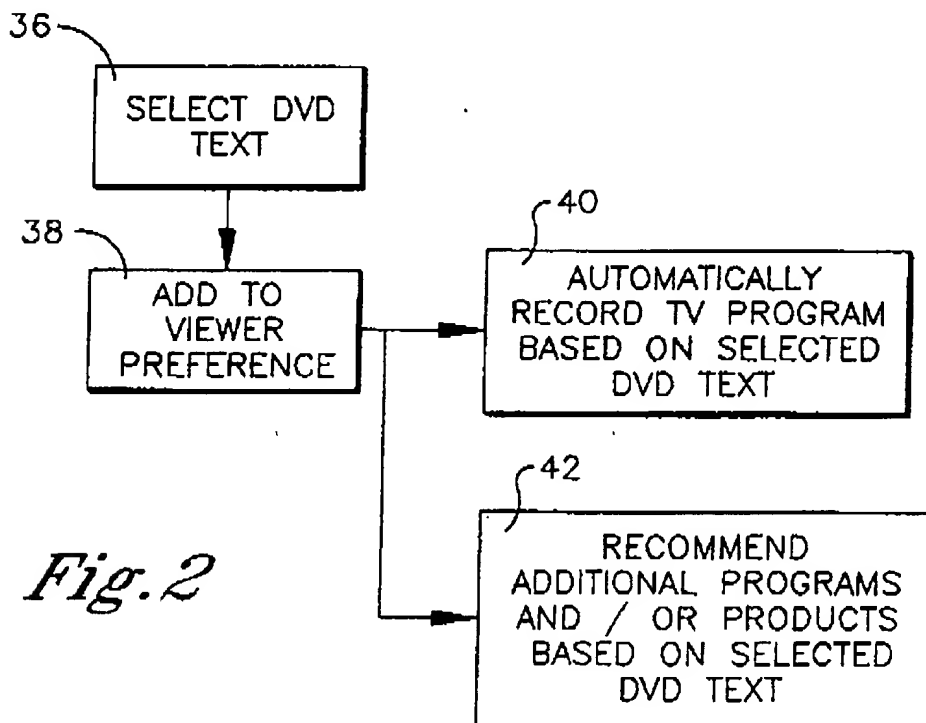 36
SELECT DVD
TEXT
38
ADD TO
VIEWER
PREFERENCE
40
AUTOMATICALLY
RECORD TV PROGRAM
BASED ON SELECTED
DVD TEXT
42
RECOMMEND
ADDITIONAL PROGRAMS
AND / OR PRODUCTS
BASED ON SELECTED
DVD TEXT
Fig. 2